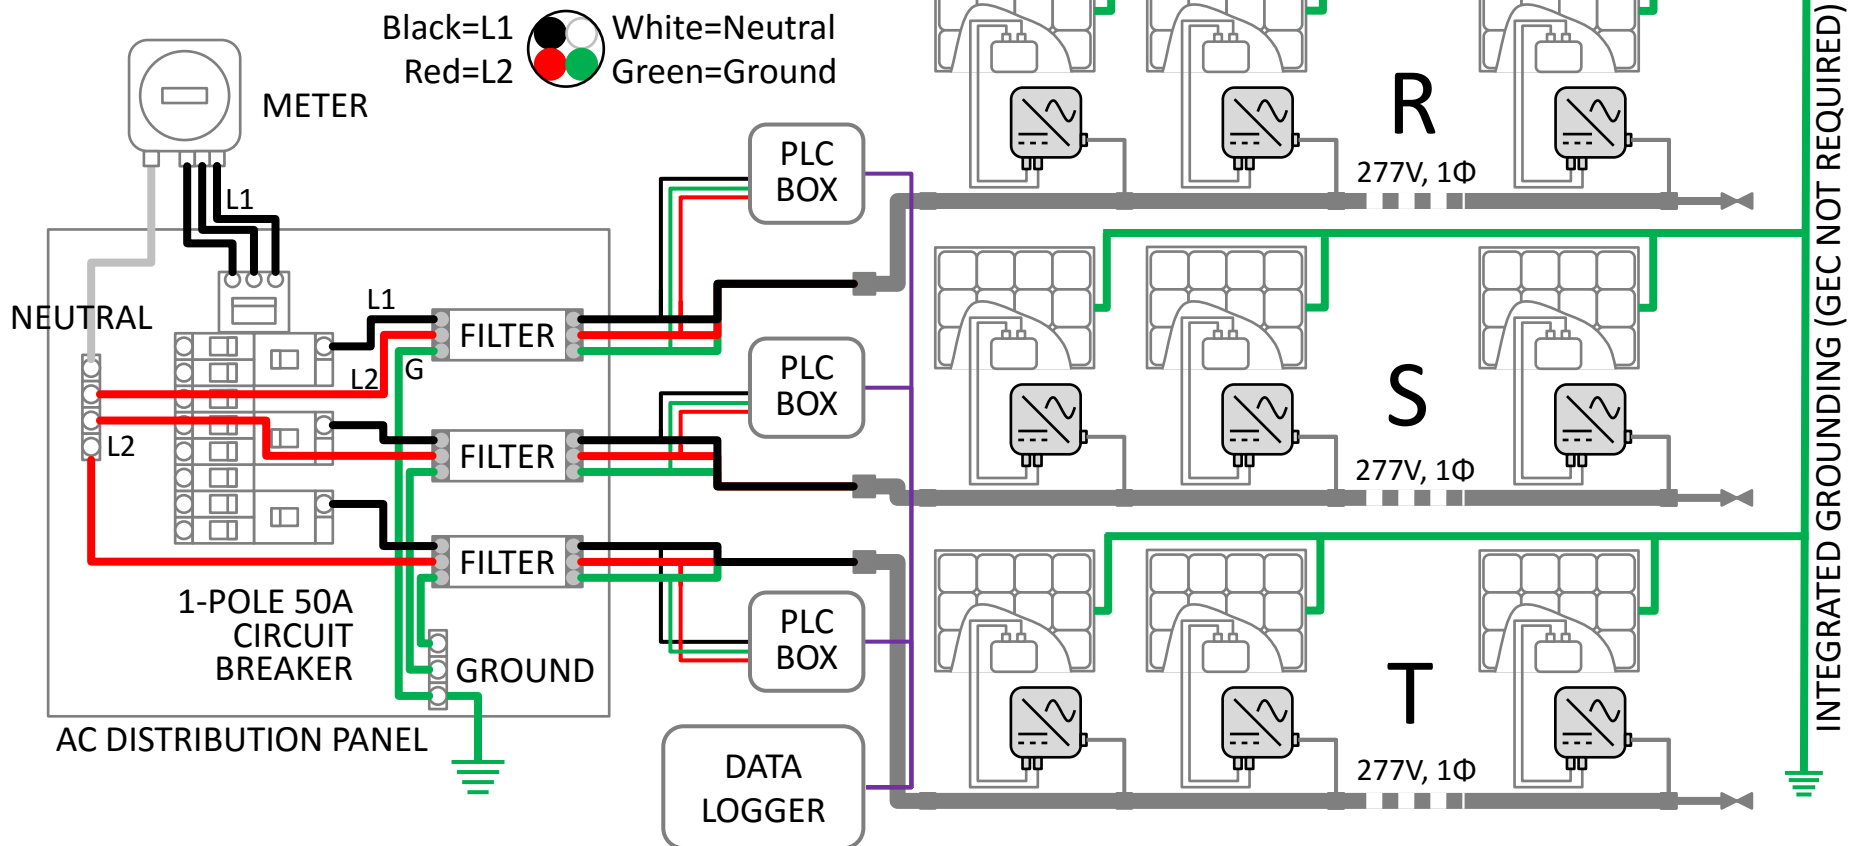 Black=L1
White=Neutral
Red=L2
Green=Ground
METER
L1
NEUTRAL
L1
L2
G
L2
FILTER
FILTER
FILTER
1-POLE 50A
CIRCUIT
BREAKER
GROUND
AC DISTRIBUTION PANEL
PLC
BOX
PLC
BOX
PLC
BOX
DATA
LOGGER
R
277V, 1Φ
S
277V, 1Φ
T
277V, 1Φ
INTEGRATED GROUNDING (GEC NOT REQUIRED)